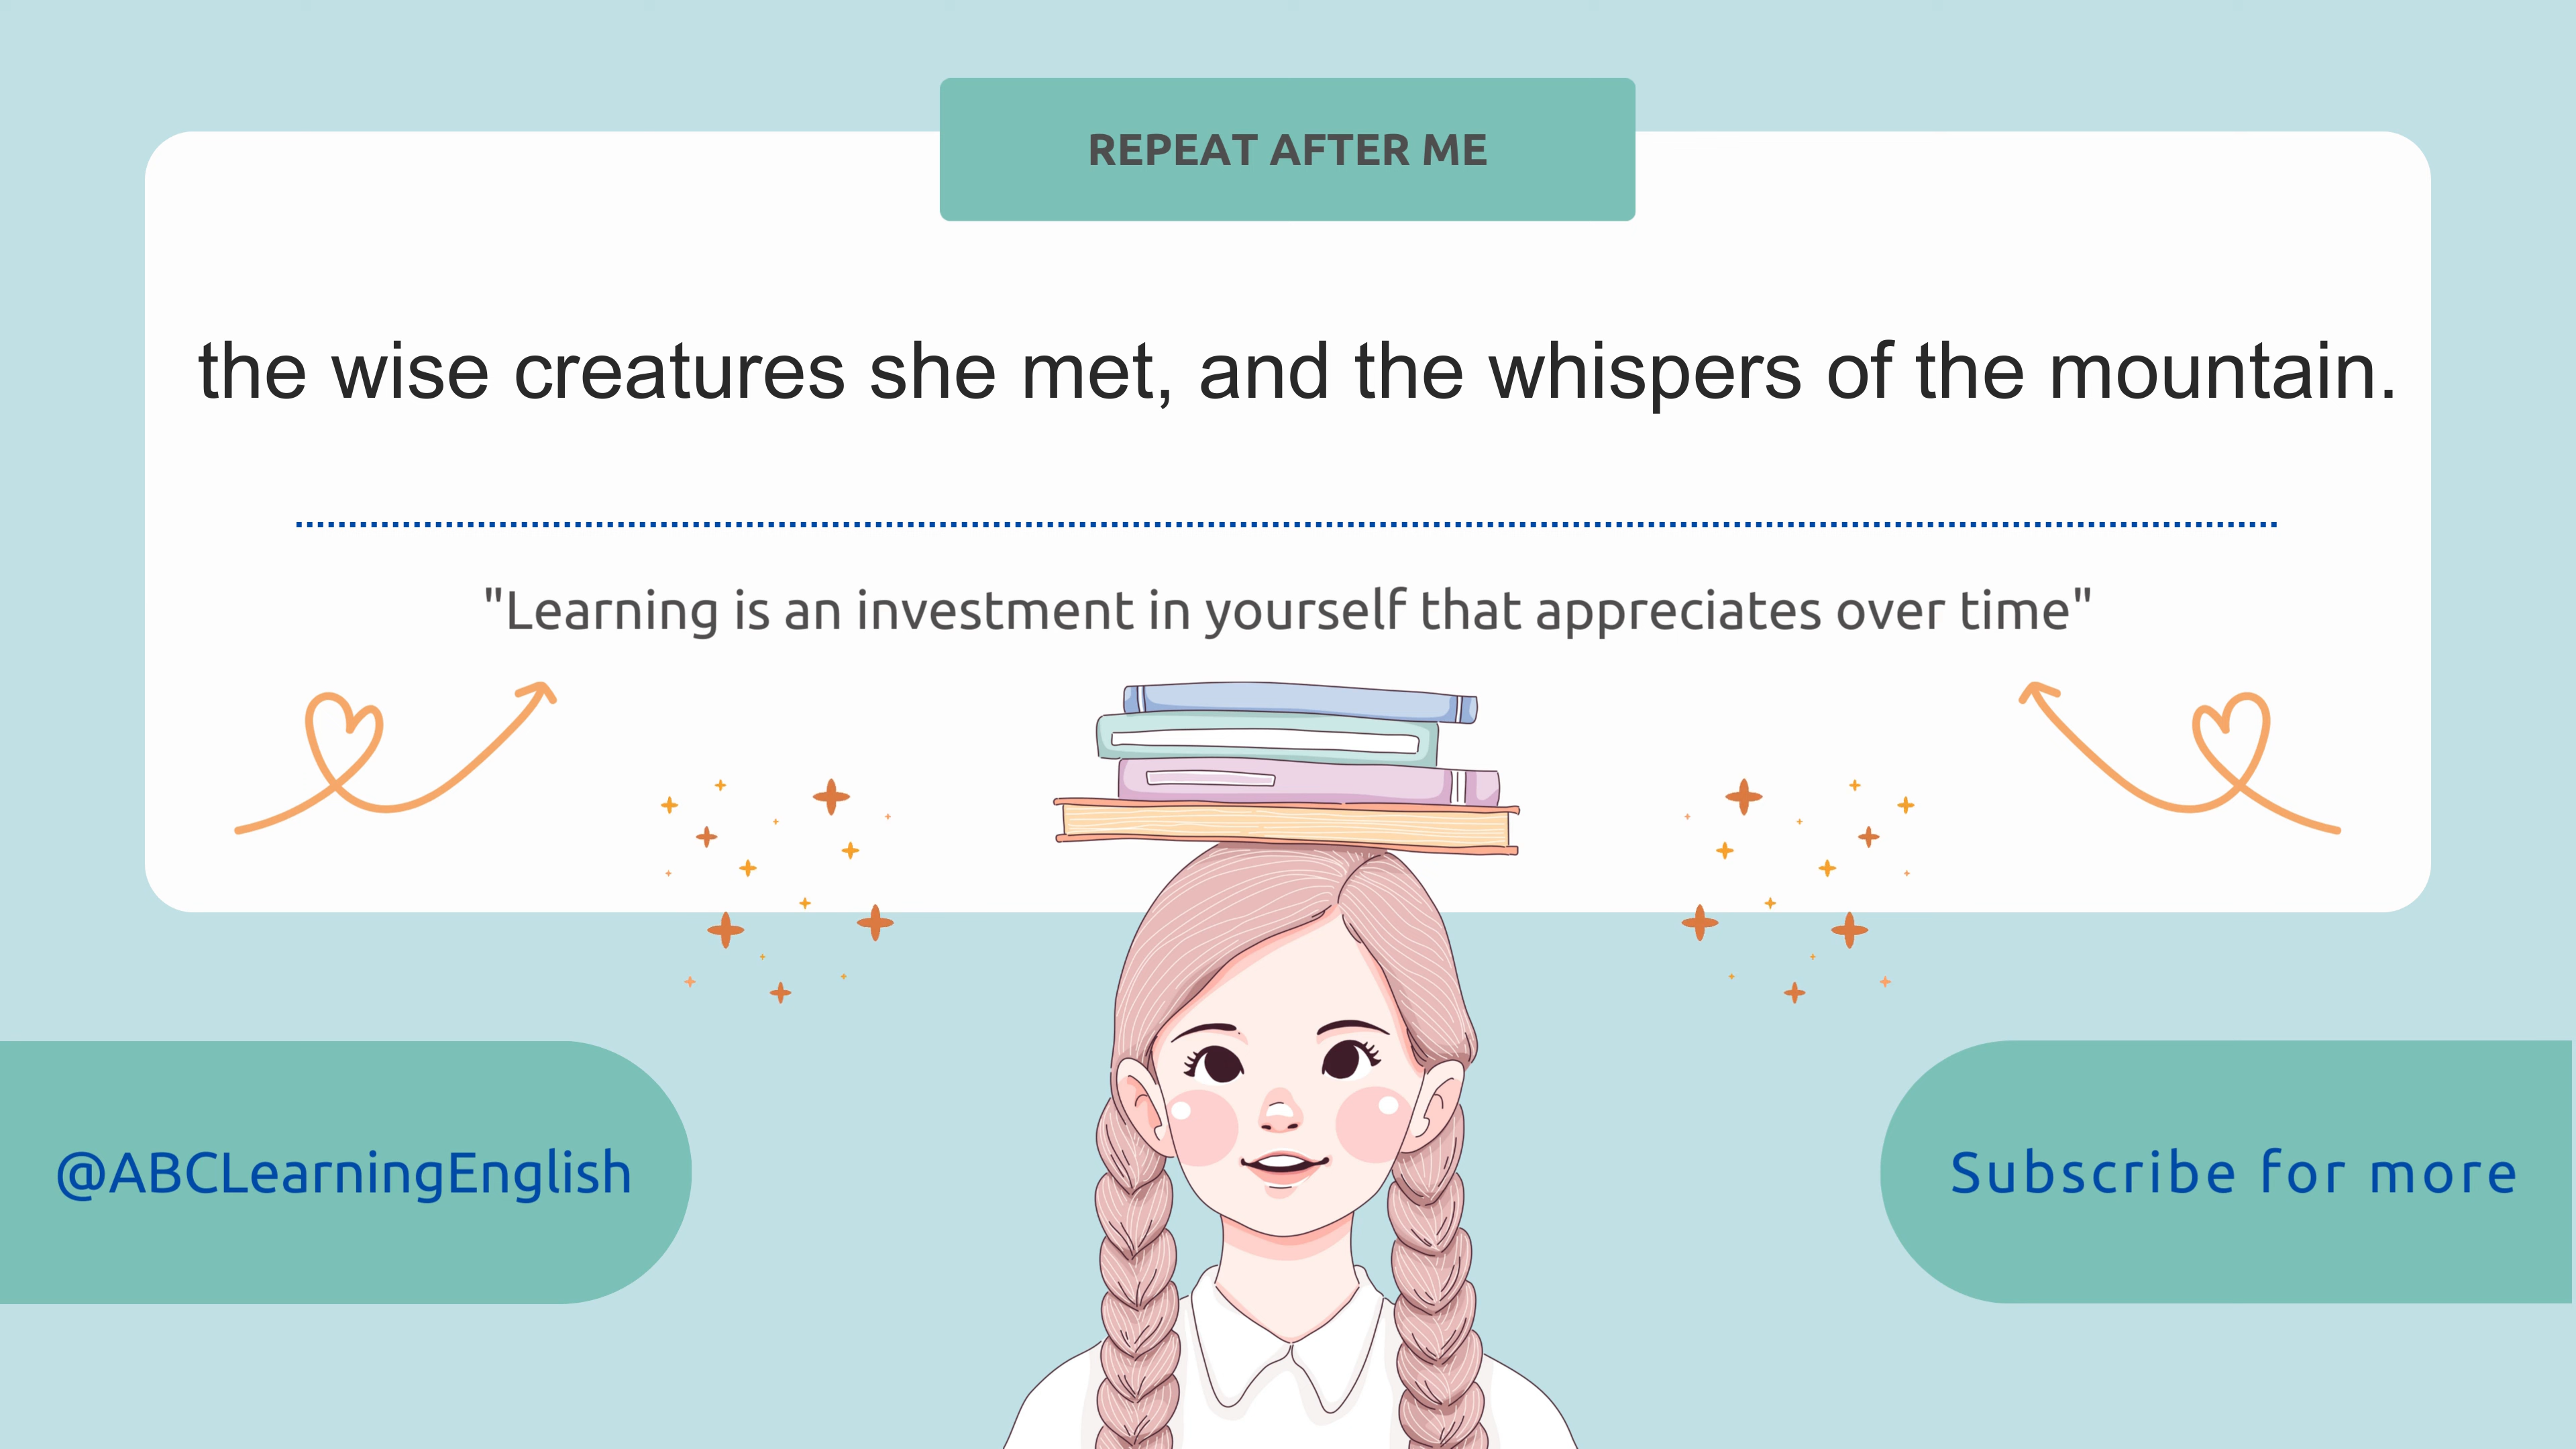 REPEAT AFTER ME
the wise creatures she met, and the whispers of the mountain.
"Learning is an investment in yourself that appreciates over time"
@ABCLearningEnglish
Subscribe for more